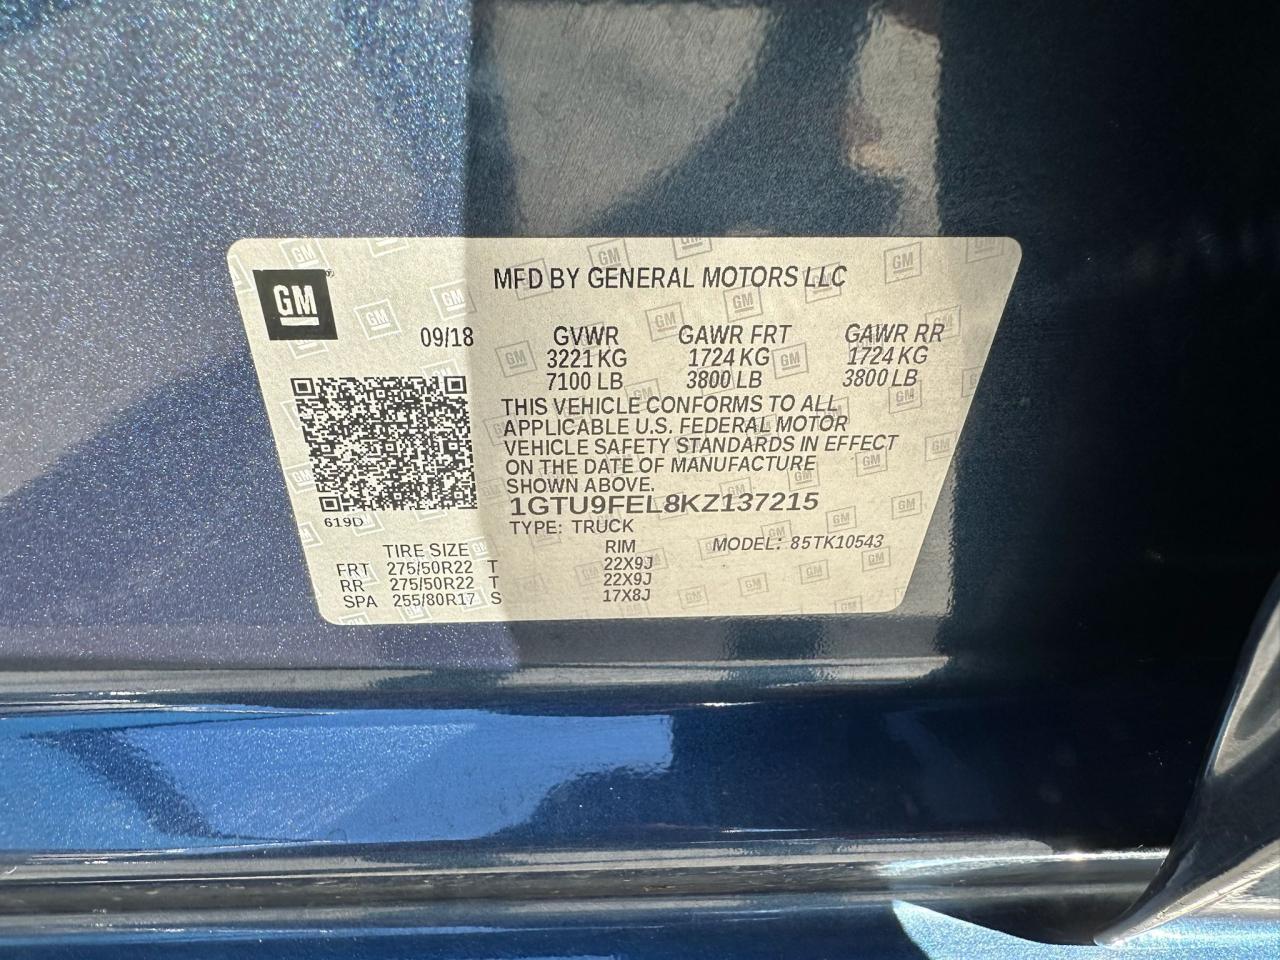 GM
MFD BY GENERAL MOTORS LLC
09/18 GVWR GAWR FRT GAWR RR
3221 KG 1724 KG 1724 KG
7100 LB 3800 LB 3800 LB
THIS VEHICLE CONFORMS TO ALL
APPLICABLE U.S. FEDERAL MOTOR
VEHICLE SAFETY STANDARDS IN EFFECT
ON THE DATE OF MANUFACTURE
SHOWN ABOVE.
1GTU9FEL8KZ137215
619D TYPE: TRUCK
TIRE SIZE RIM MODEL: 85TK10543
FRT 275/50R22 T 22X9J
RR 275/50R22 T 22X9J
SPA 255/80R17 S 17X8J